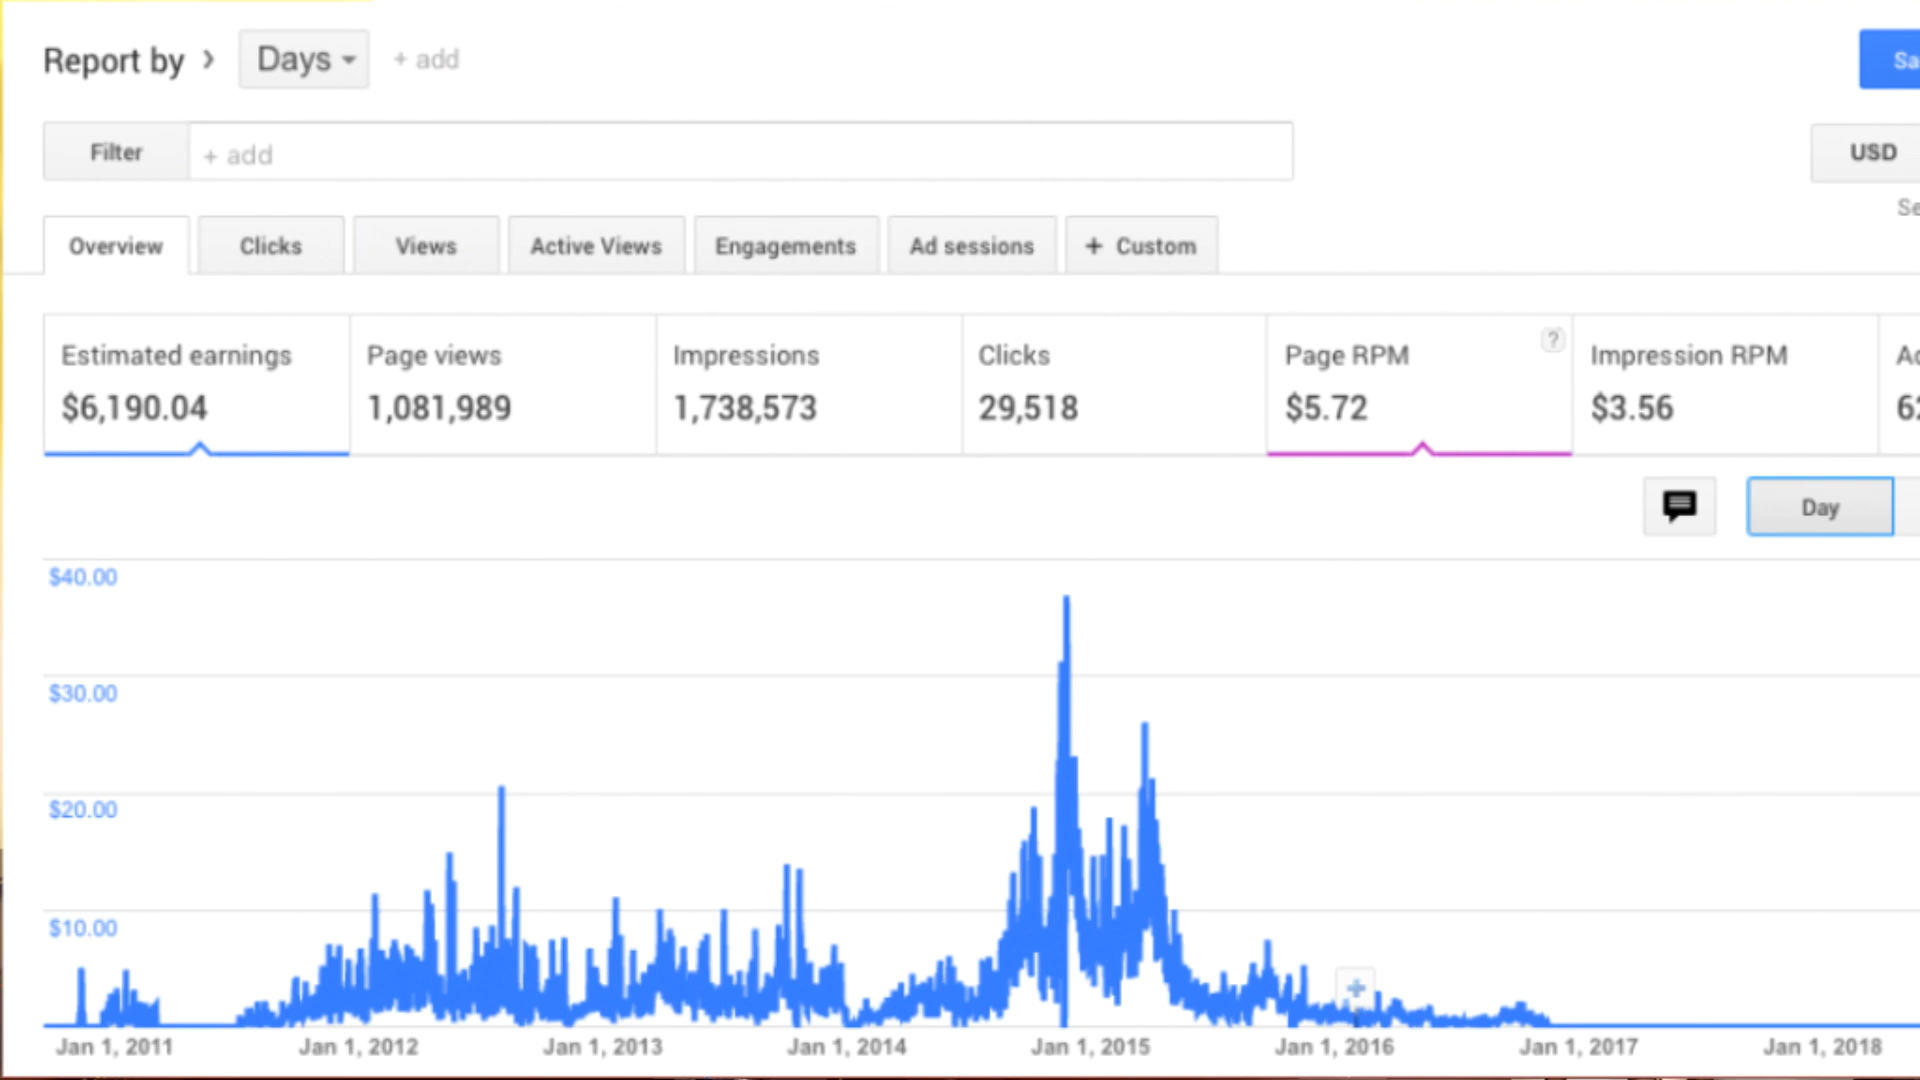 Report by › Days + add
Sa
Filter + add
USD
Se
Overview Clicks Views Active Views Engagements Ad sessions + Custom
Estimated earnings Page views Impressions Clicks Page RPM ? Impression RPM
$6,190.04 1,081,989 1,738,573 29,518 $5.72 $3.56
Day
$40.00
$30.00
$20.00
$10.00
+
Jan 1, 2011 Jan 1, 2012 Jan 1, 2013 Jan 1, 2014 Jan 1, 2015 Jan 1, 2016 Jan 1, 2017 Jan 1, 2018